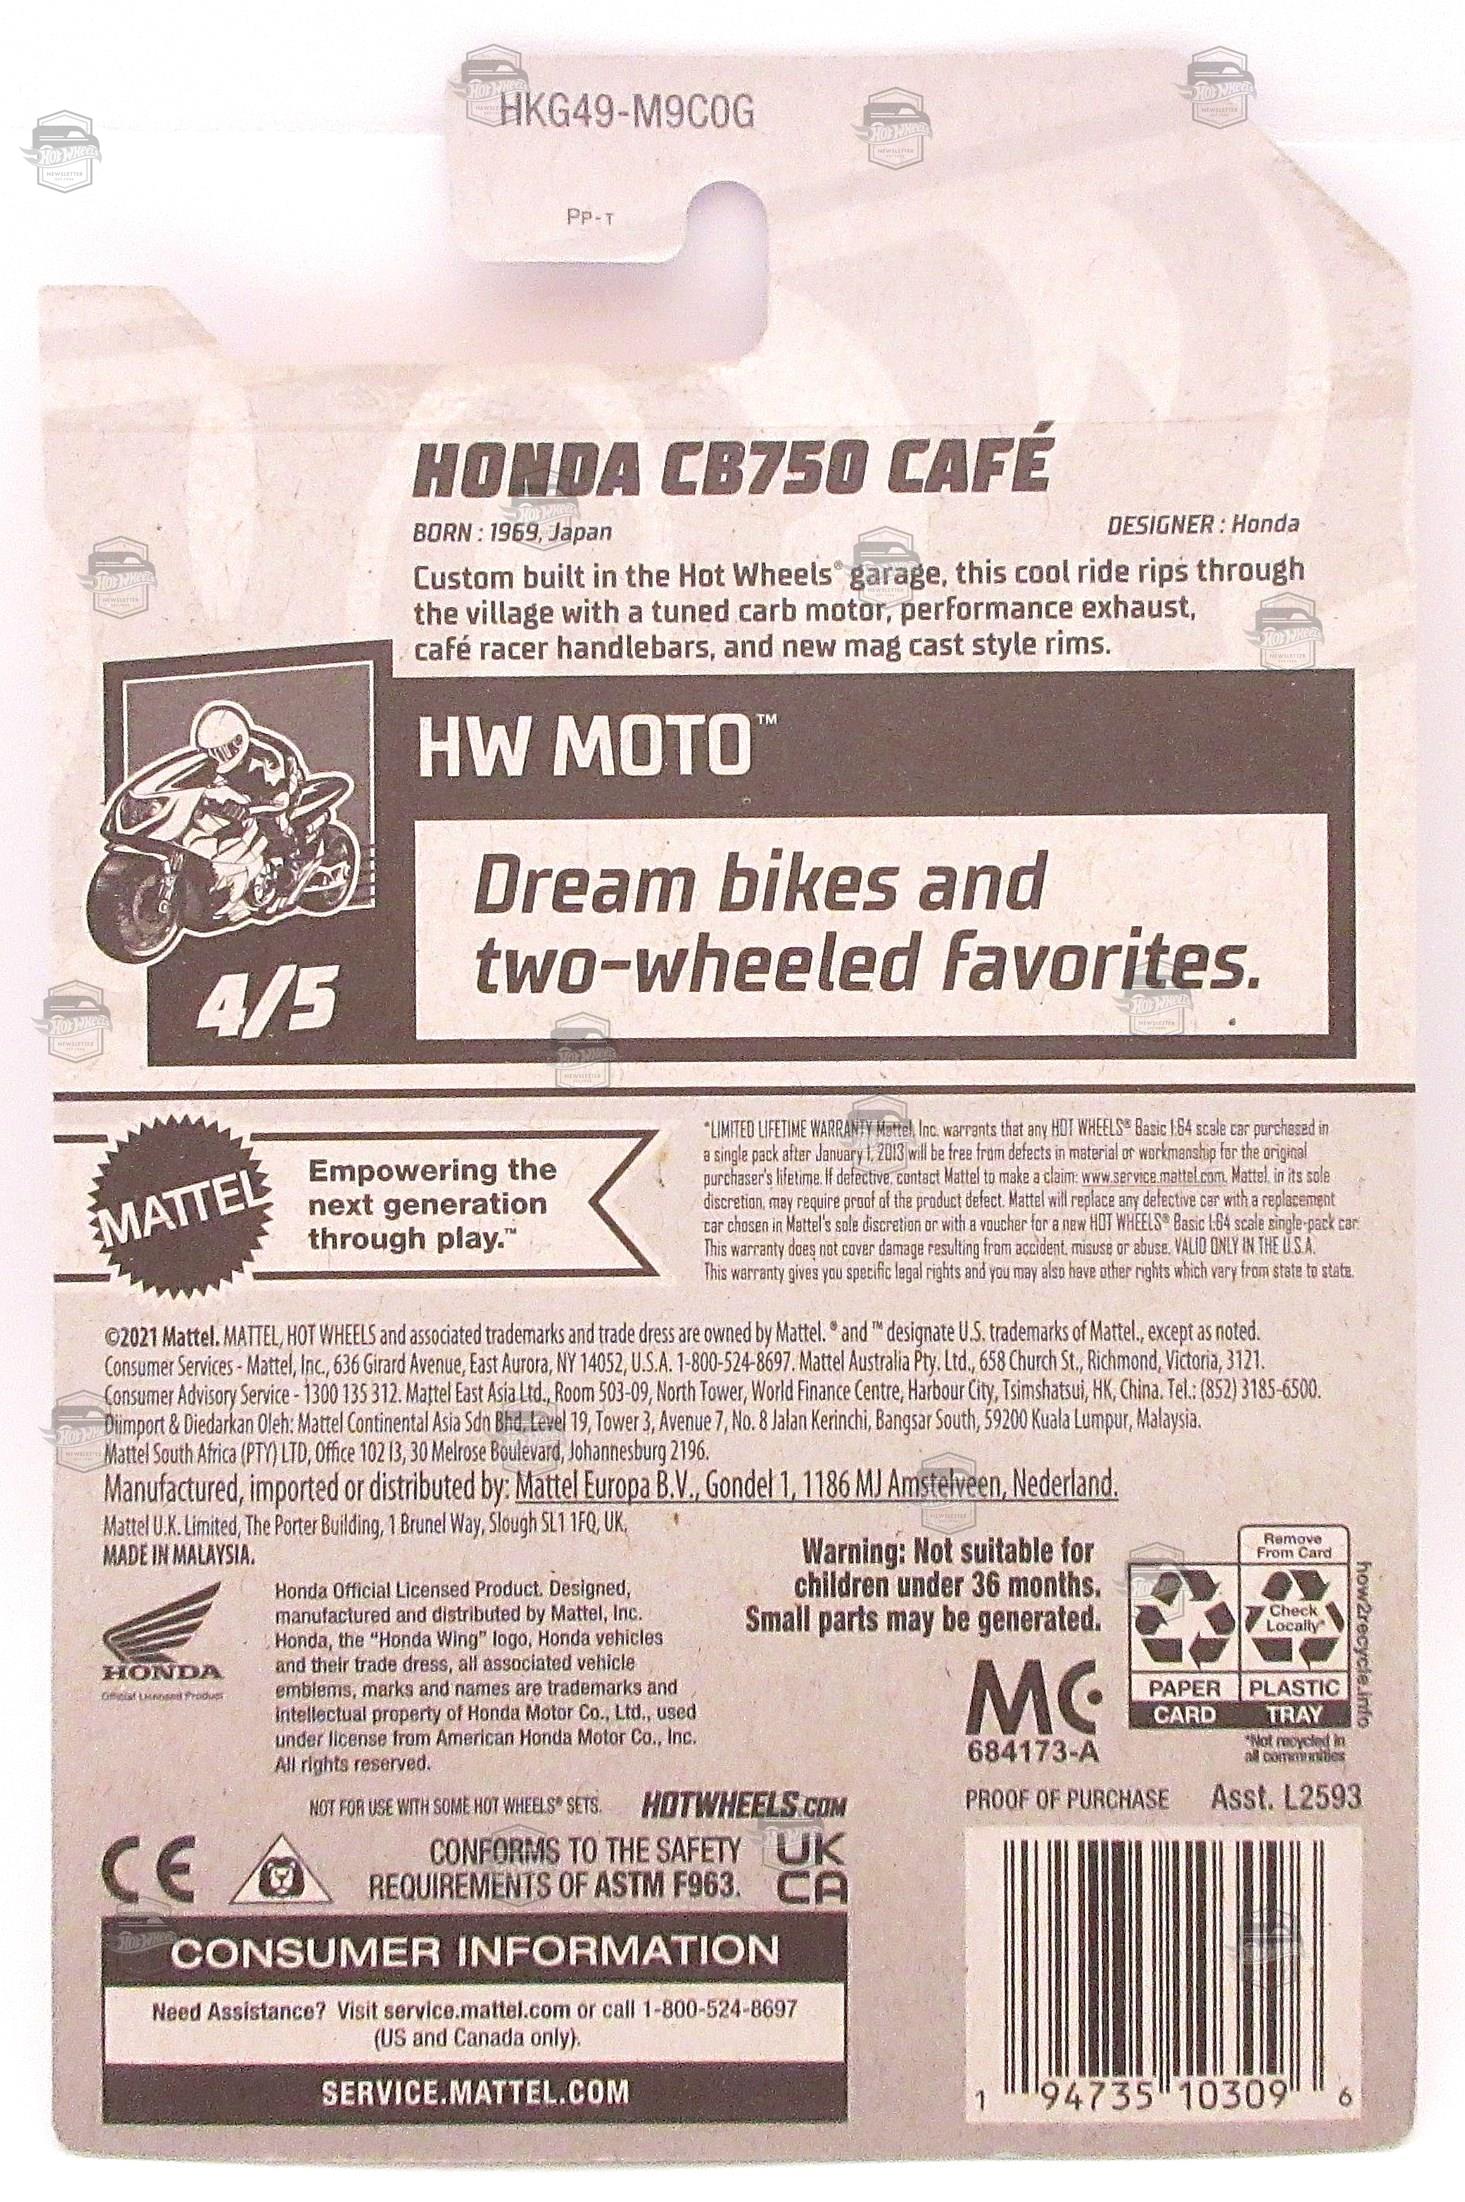 HKG49-M9C0G
PP-T
HONDA CB750 CAFÉ
BORN : 1969, Japan
DESIGNER : Honda
Custom built in the Hot Wheels® garage, this cool ride rips through
the village with a tuned carb motor, performance exhaust,
café racer handlebars, and new mag cast style rims.
HW MOTO™
Dream bikes and
two-wheeled favorites.
4/5
MATTEL
Empowering the
next generation
through play.™
*LIMITED LIFETIME WARRANTY Mattel, Inc. warrants that any HOT WHEELS® Basic 1:64 scale car purchased in
a single pack after January 1, 2013 will be free from defects in material or workmanship for the original
purchaser's lifetime. If defective, contact Mattel to make a claim: www.service.mattel.com. Mattel, in its sole
discretion, may require proof of the product defect. Mattel will replace any defective car with a replacement
car chosen in Mattel's sole discretion or with a voucher for a new HOT WHEELS® Basic 1:64 scale single-pack car.
This warranty does not cover damage resulting from accident, misuse or abuse. VALID ONLY IN THE U.S.A.
This warranty gives you specific legal rights and you may also have other rights which vary from state to state.
©2021 Mattel. MATTEL, HOT WHEELS and associated trademarks and trade dress are owned by Mattel. ® and ™ designate U.S. trademarks of Mattel., except as noted.
Consumer Services - Mattel, Inc., 636 Girard Avenue, East Aurora, NY 14052, U.S.A. 1-800-524-8697. Mattel Australia Pty. Ltd., 658 Church St., Richmond, Victoria, 3121.
Consumer Advisory Service - 1300 135 312. Mattel East Asia Ltd., Room 503-09, North Tower, World Finance Centre, Harbour City, Tsimshatsui, HK, China. Tel.: (852) 3185-6500.
Diimport & Diedarkan Oleh: Mattel Continental Asia Sdn Bhd. Level 19, Tower 3, Avenue 7, No. 8 Jalan Kerinchi, Bangsar South, 59200 Kuala Lumpur, Malaysia.
Mattel South Africa (PTY) LTD, Office 102 I3, 30 Melrose Boulevard, Johannesburg 2196.
Manufactured, imported or distributed by: Mattel Europa B.V., Gondel 1, 1186 MJ Amstelveen, Nederland.
Mattel U.K. Limited, The Porter Building, 1 Brunel Way, Slough SL1 1FQ, UK.
MADE IN MALAYSIA.
HONDA
Official Licensed Product
Honda Official Licensed Product. Designed,
manufactured and distributed by Mattel, Inc.
Honda, the "Honda Wing" logo, Honda vehicles
and their trade dress, all associated vehicle
emblems, marks and names are trademarks and
intellectual property of Honda Motor Co., Ltd., used
under license from American Honda Motor Co., Inc.
All rights reserved.
Warning: Not suitable for
children under 36 months.
Small parts may be generated.
MC
684173-A
Remove
From Card
Check
Locally*
PAPER
PLASTIC
CARD
TRAY
*Not recycled in
all communities
how2recycle.info
NOT FOR USE WITH SOME HOT WHEELS® SETS.
HOTWHEELS.COM
PROOF OF PURCHASE
Asst. L2593
CE
CONFORMS TO THE SAFETY
REQUIREMENTS OF ASTM F963.
UK
CA
CONSUMER INFORMATION
Need Assistance? Visit service.mattel.com or call 1-800-524-8697
(US and Canada only).
SERVICE.MATTEL.COM
1 94735 10309 6